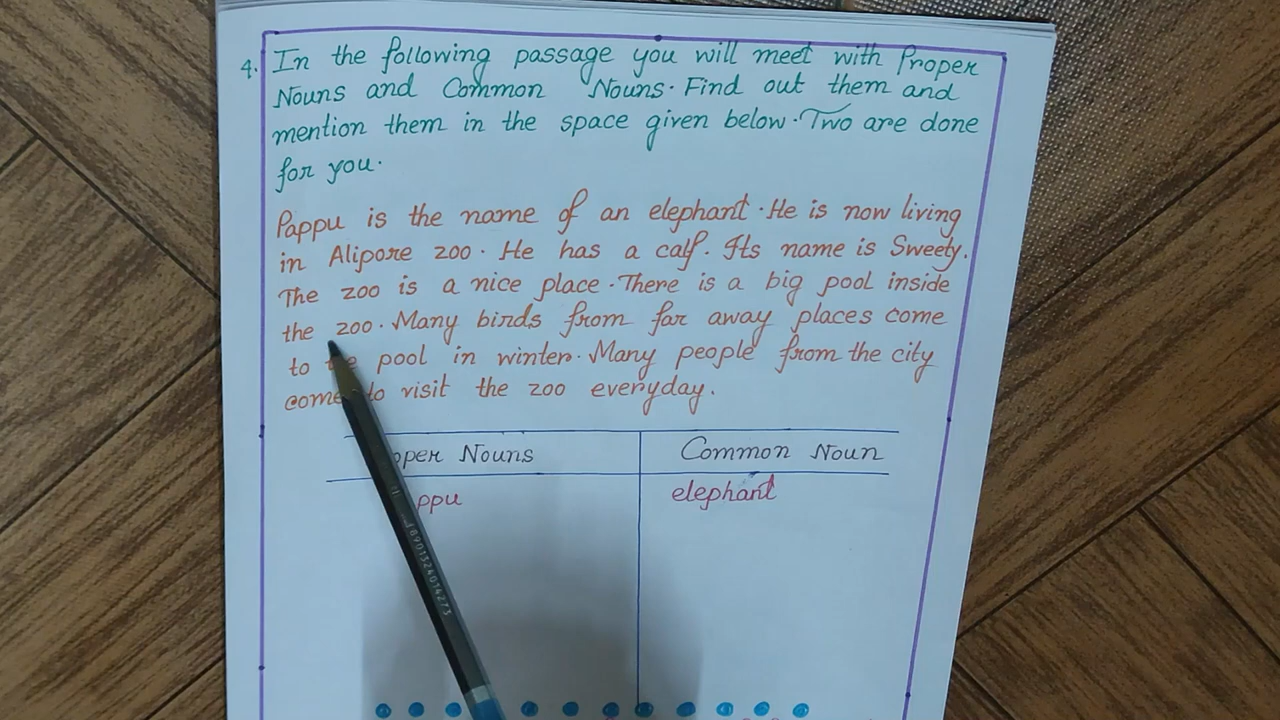 4. In the following passage you will meet with Proper
Nouns and Common Nouns. Find out them and
mention them in the space given below. Two are done
for you.
Pappu is the name of an elephant. He is now living
in Alipore zoo. He has a calf. Its name is Sweety.
The zoo is a nice place. There is a big pool inside
the zoo. Many birds from far away places come
to the pool in winter. Many people from the city
come to visit the zoo everyday.
oper Nouns Common Noun
ppu elephant
8901324014273